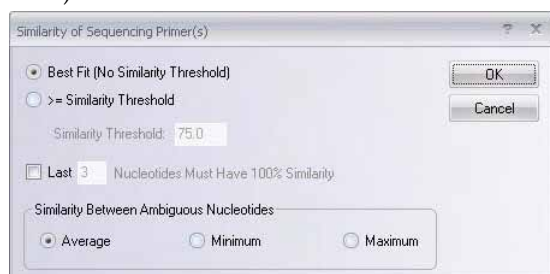 Similarity of Sequencing Primer(s)
Best Fit (No Similarity Threshold)
OK
>= Similarity Threshold
Cancel
Similarity Threshold: 75.0
Last 3 Nucleotides Must Have 100% Similarity
Similarity Between Ambiguous Nucleotides
Average Minimum Maximum